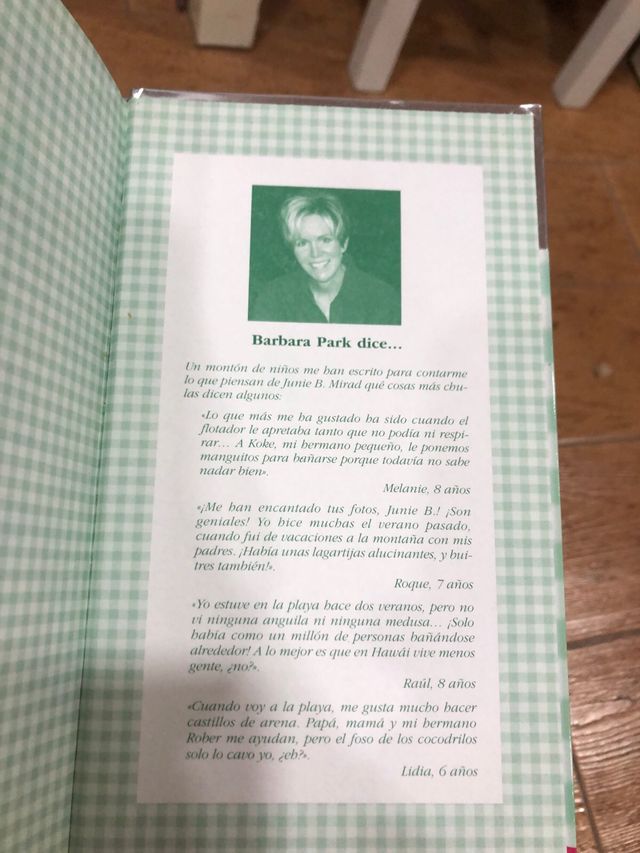 Barbara Park dice...
Un montón de niños me han escrito para contarme
lo que piensan de Junie B. Mirad qué cosas más chu-
las dicen algunos:
«Lo que más me ha gustado ha sido cuando el
flotador le apretaba tanto que no podía ni respi-
rar... A Koke, mi hermano pequeño, le ponemos
manguitos para bañarse porque todavía no sabe
nadar bien».
Melanie, 8 años
«¡Me han encantado tus fotos, Junie B.! ¡Son
geniales! Yo hice muchas el verano pasado,
cuando fui de vacaciones a la montaña con mis
padres. ¡Había unas lagartijas alucinantes, y bui-
tres también!».
Roque, 7 años
«Yo estuve en la playa hace dos veranos, pero no
vi ninguna anguila ni ninguna medusa... ¡Solo
había como un millón de personas bañándose
alrededor! A lo mejor es que en Hawái vive menos
gente, ¿no?».
Raúl, 8 años
«Cuando voy a la playa, me gusta mucho hacer
castillos de arena. Papá, mamá y mi hermano
Rober me ayudan, pero el foso de los cocodrilos
solo lo cavo yo, ¿eh?».
Lidia, 6 años